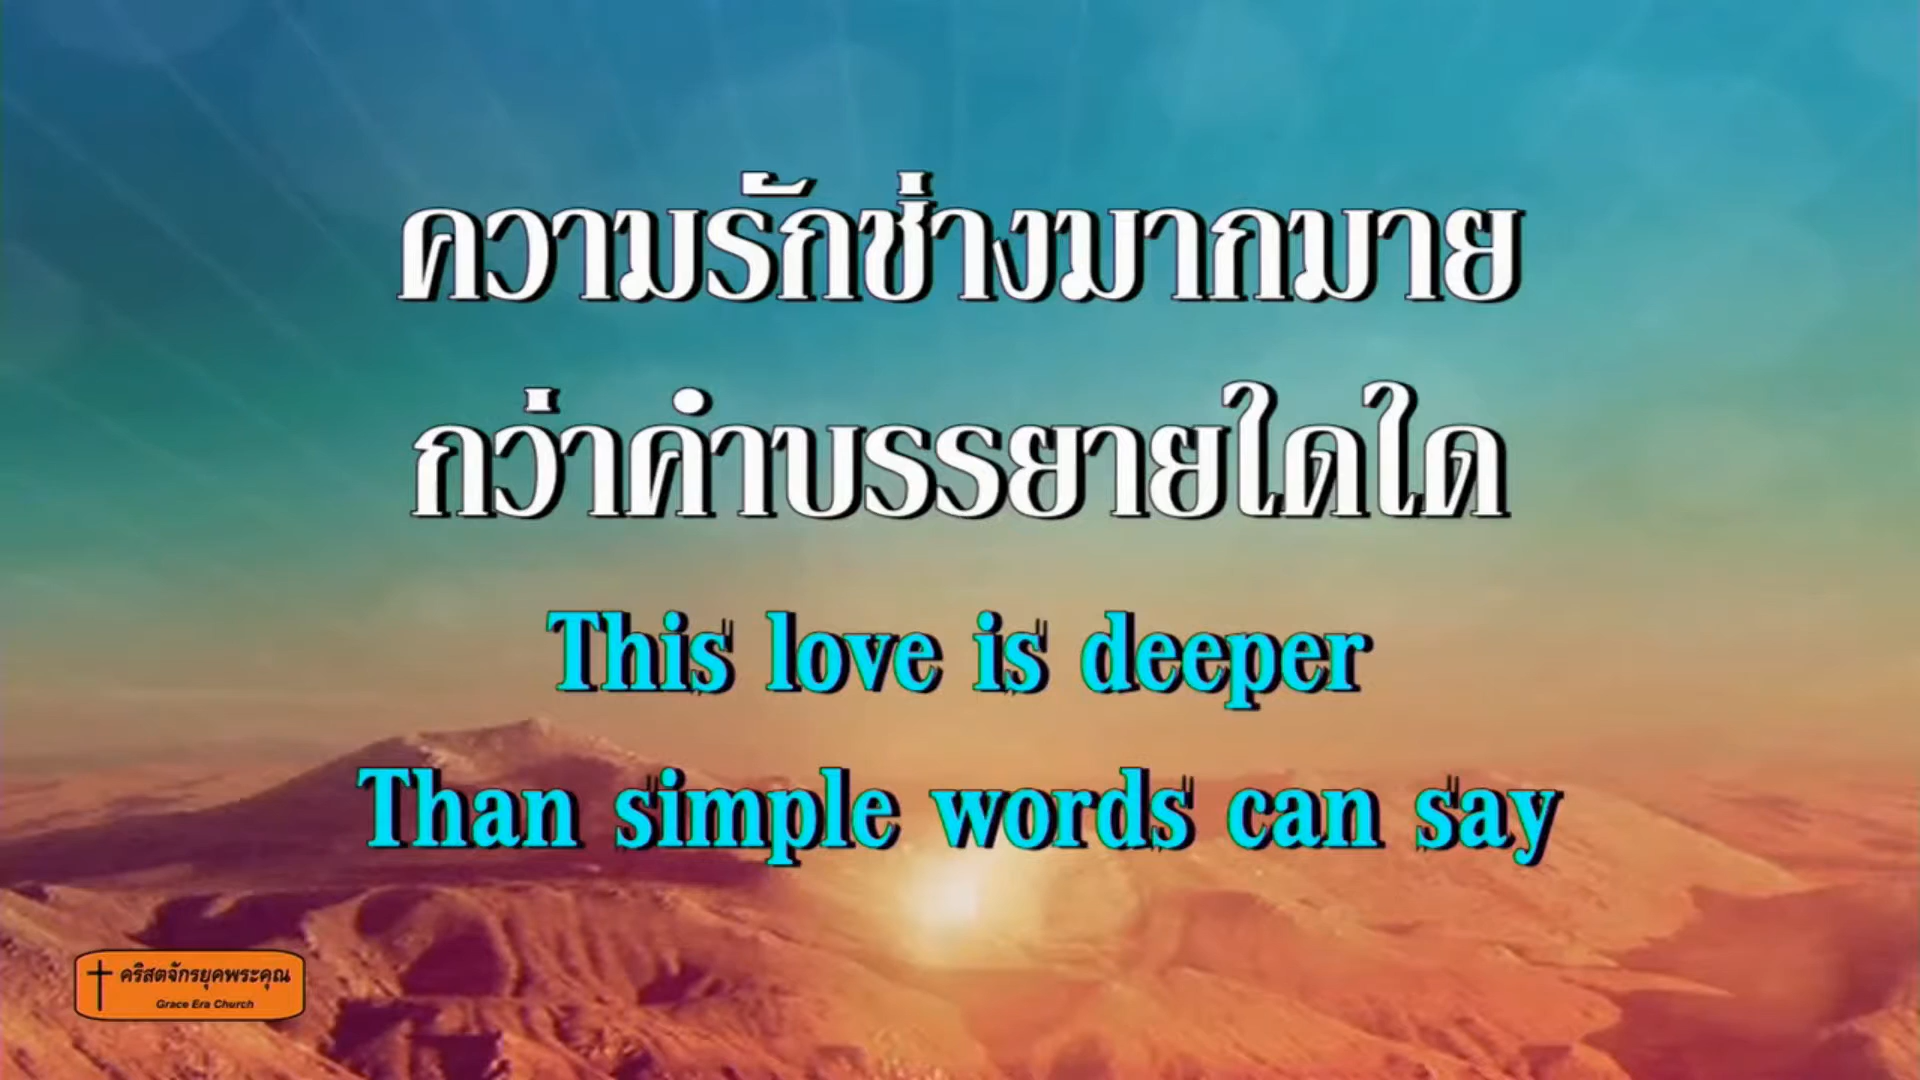 ความรักช่างมากมาย
กว่าคำบรรยายใดใด
This love is deeper
Than simple words can say
คริสตจักรยุคพระคุณ
Grace Era Church